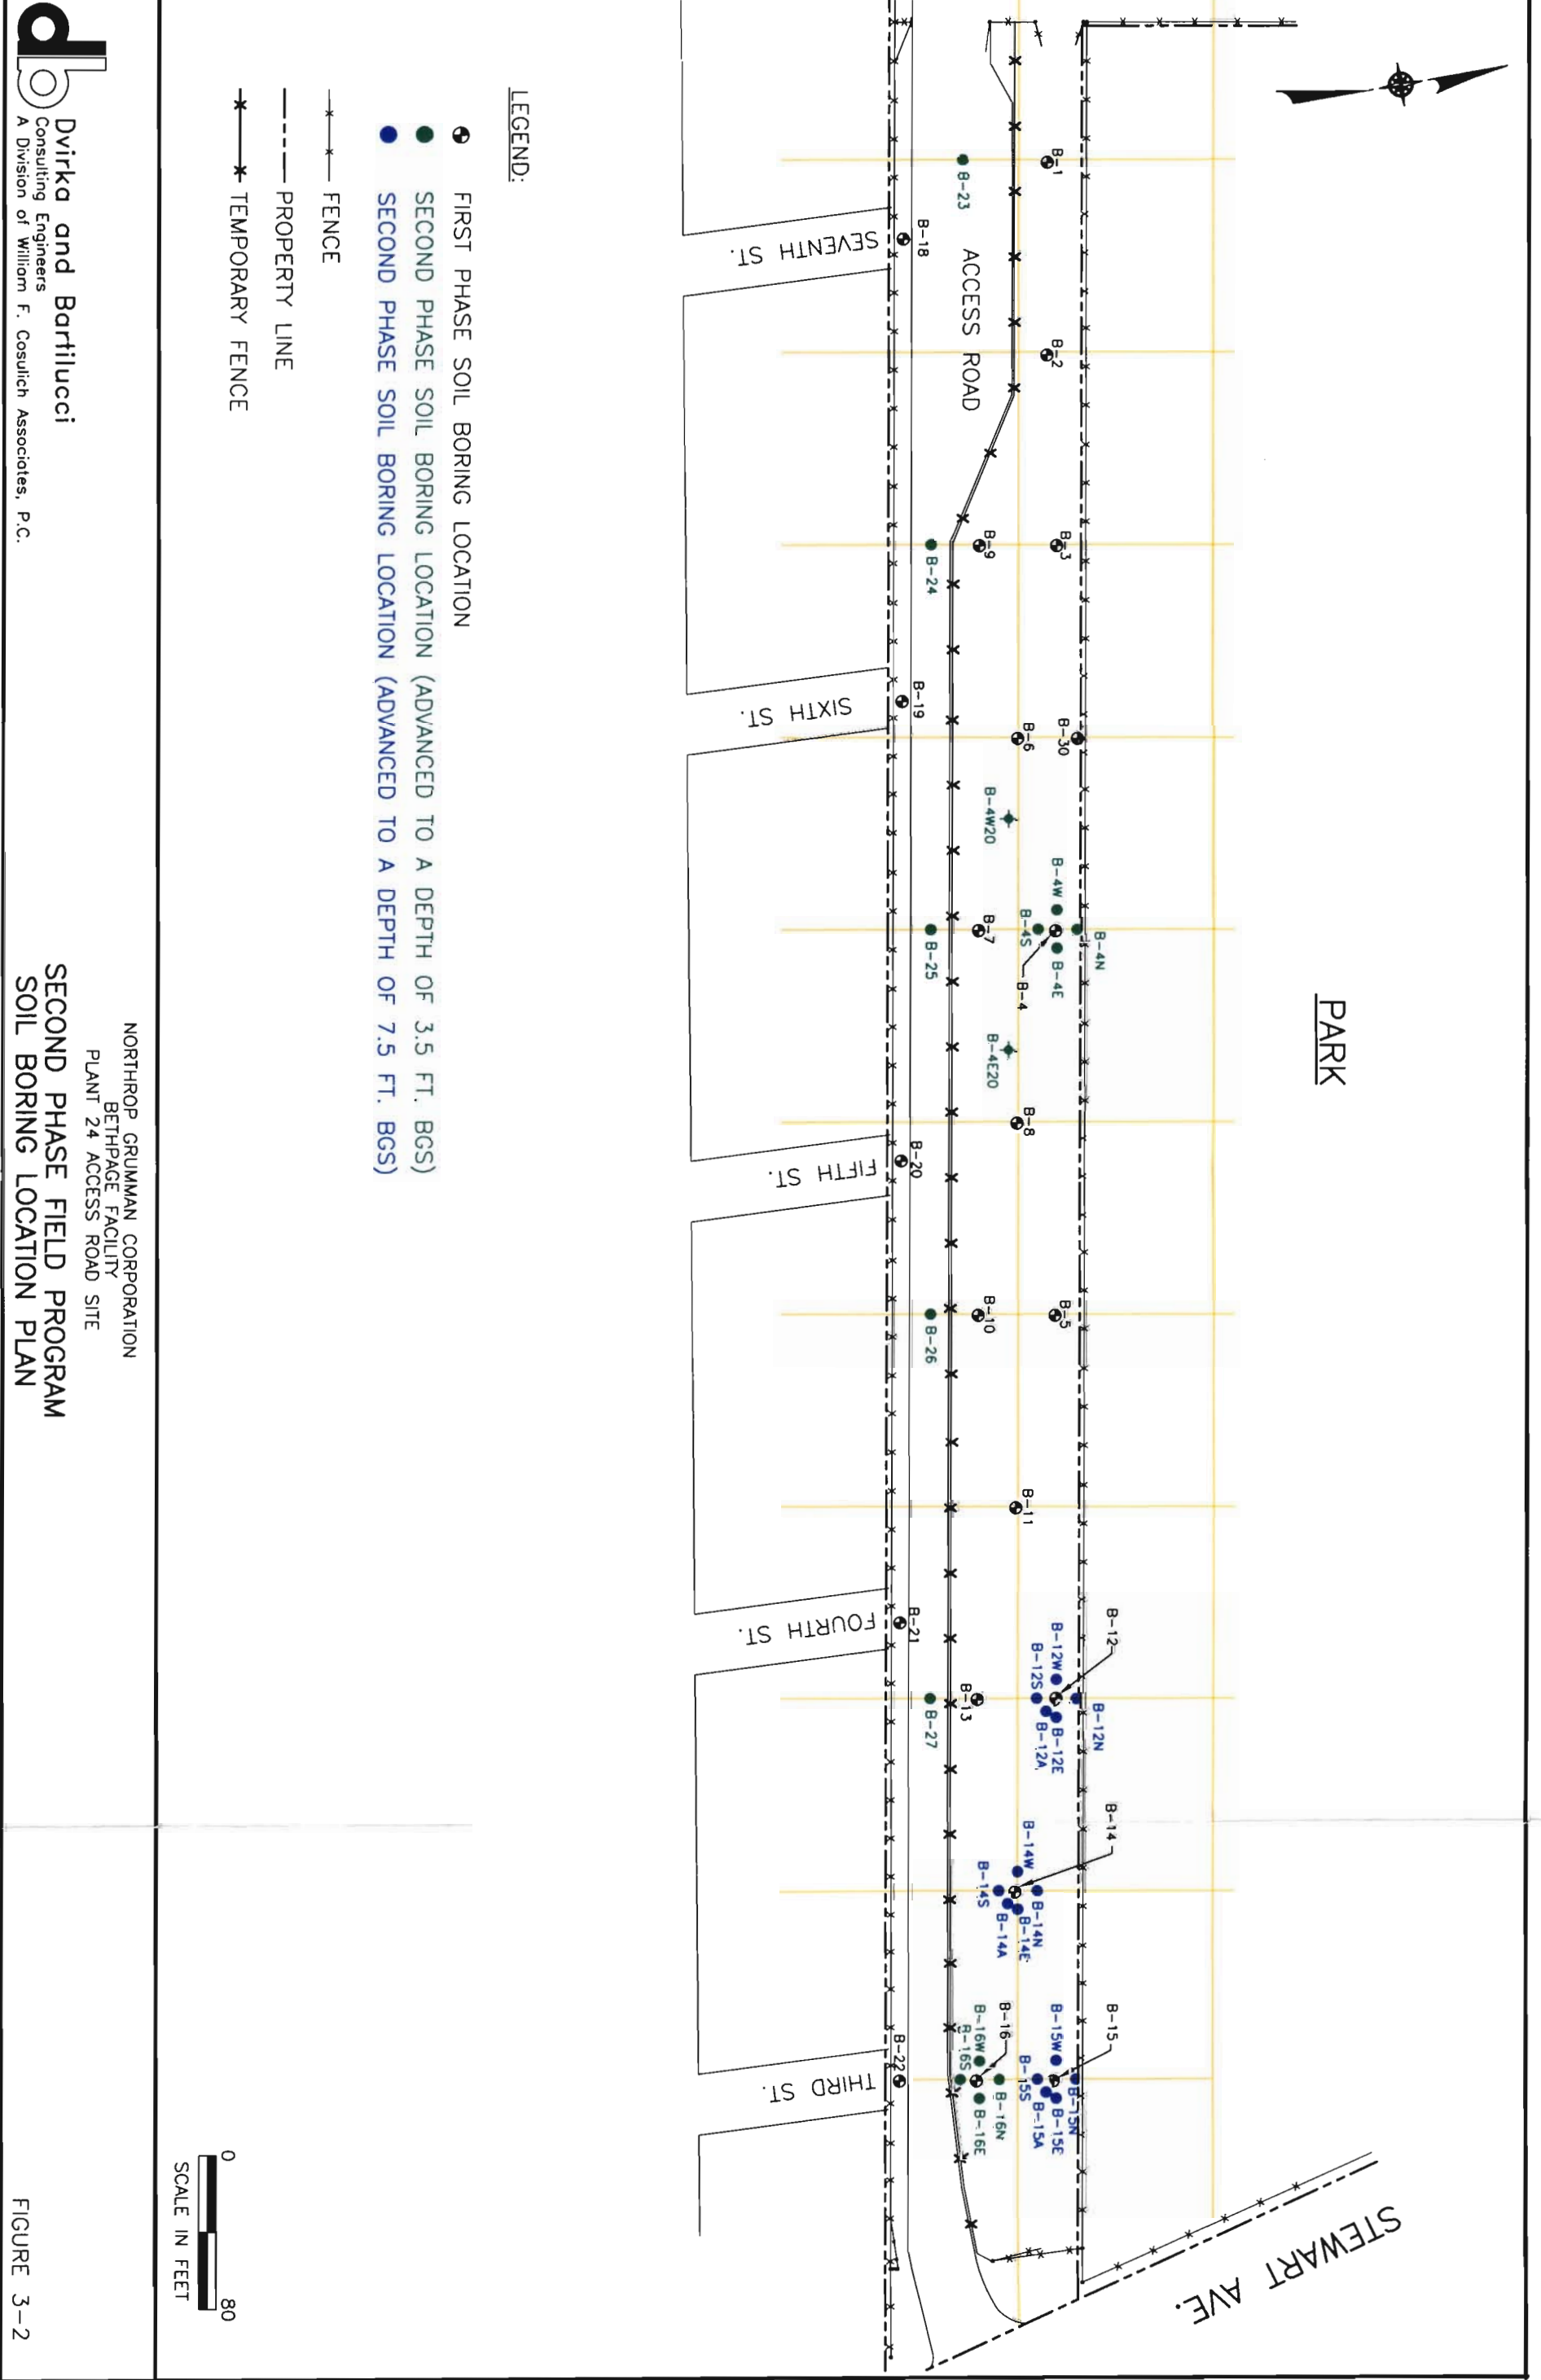 PARK
STEWART AVE.
B-1
B-2
B-3
B-30
B-4N
B-12
B-12N
B-14
B-15
B-9
B-6
B-4W
B-4E
B-4S
B-4
B-4W20
B-4E20
B-7
B-8
B-5
B-10
B-11
B-12W
B-12S
B-12E
B-12A
B-13
B-14W
B-14S
B-14N
B-14E
B-14A
B-15W
B-15S
B-15N
B-15E
B-15A
B-16
B-16W
B-16S
B-16N
B-16E
B-23
ACCESS ROAD
B-24
B-25
B-26
B-27
B-18
B-19
B-20
B-21
B-22
SEVENTH ST.
SIXTH ST.
FIFTH ST.
FOURTH ST.
THIRD ST.
LEGEND:
FIRST PHASE SOIL BORING LOCATION
SECOND PHASE SOIL BORING LOCATION (ADVANCED TO A DEPTH OF 3.5 FT. BGS)
SECOND PHASE SOIL BORING LOCATION (ADVANCED TO A DEPTH OF 7.5 FT. BGS)
FENCE
PROPERTY LINE
TEMPORARY FENCE
0 80
SCALE IN FEET
db
Dvirka and Bartilucci
Consulting Engineers
A Division of William F. Cosulich Associates, P.C.
NORTHROP GRUMMAN CORPORATION
BETHPAGE FACILITY
PLANT 24 ACCESS ROAD SITE
SECOND PHASE FIELD PROGRAM
SOIL BORING LOCATION PLAN
FIGURE 3-2